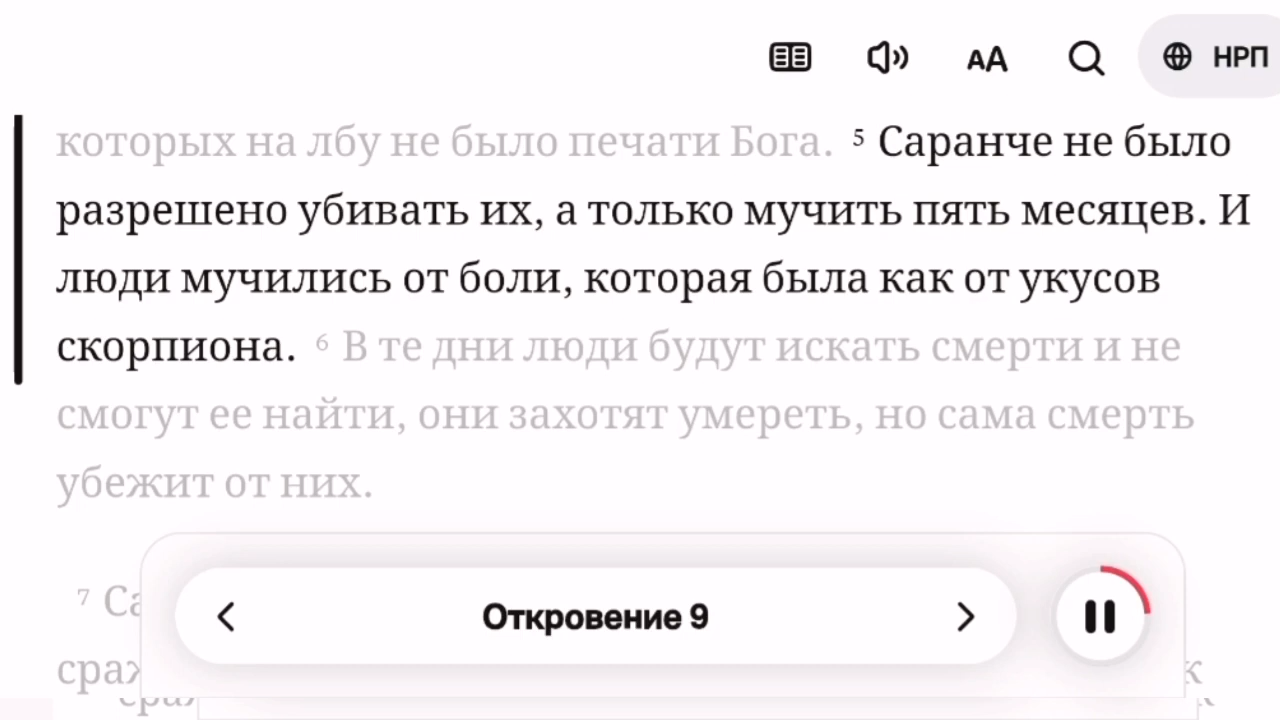 AA НРП
которых на лбу не было печати Бога. 5 Саранче не было
разрешено убивать их, а только мучить пять месяцев. И
люди мучились от боли, которая была как от укусов
скорпиона. 6 В те дни люди будут искать смерти и не
смогут ее найти, они захотят умереть, но сама смерть
убежит от них.
7
Откровение 9